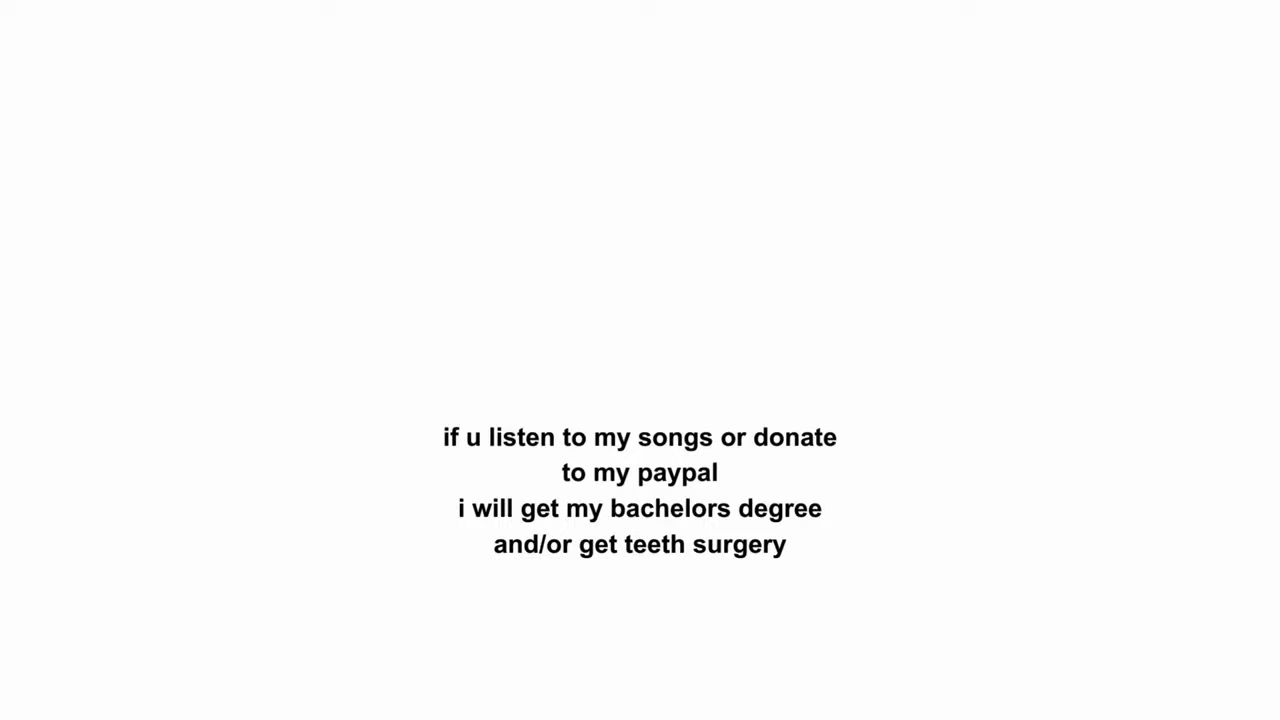 if u listen to my songs or donate
to my paypal
i will get my bachelors degree
and/or get teeth surgery